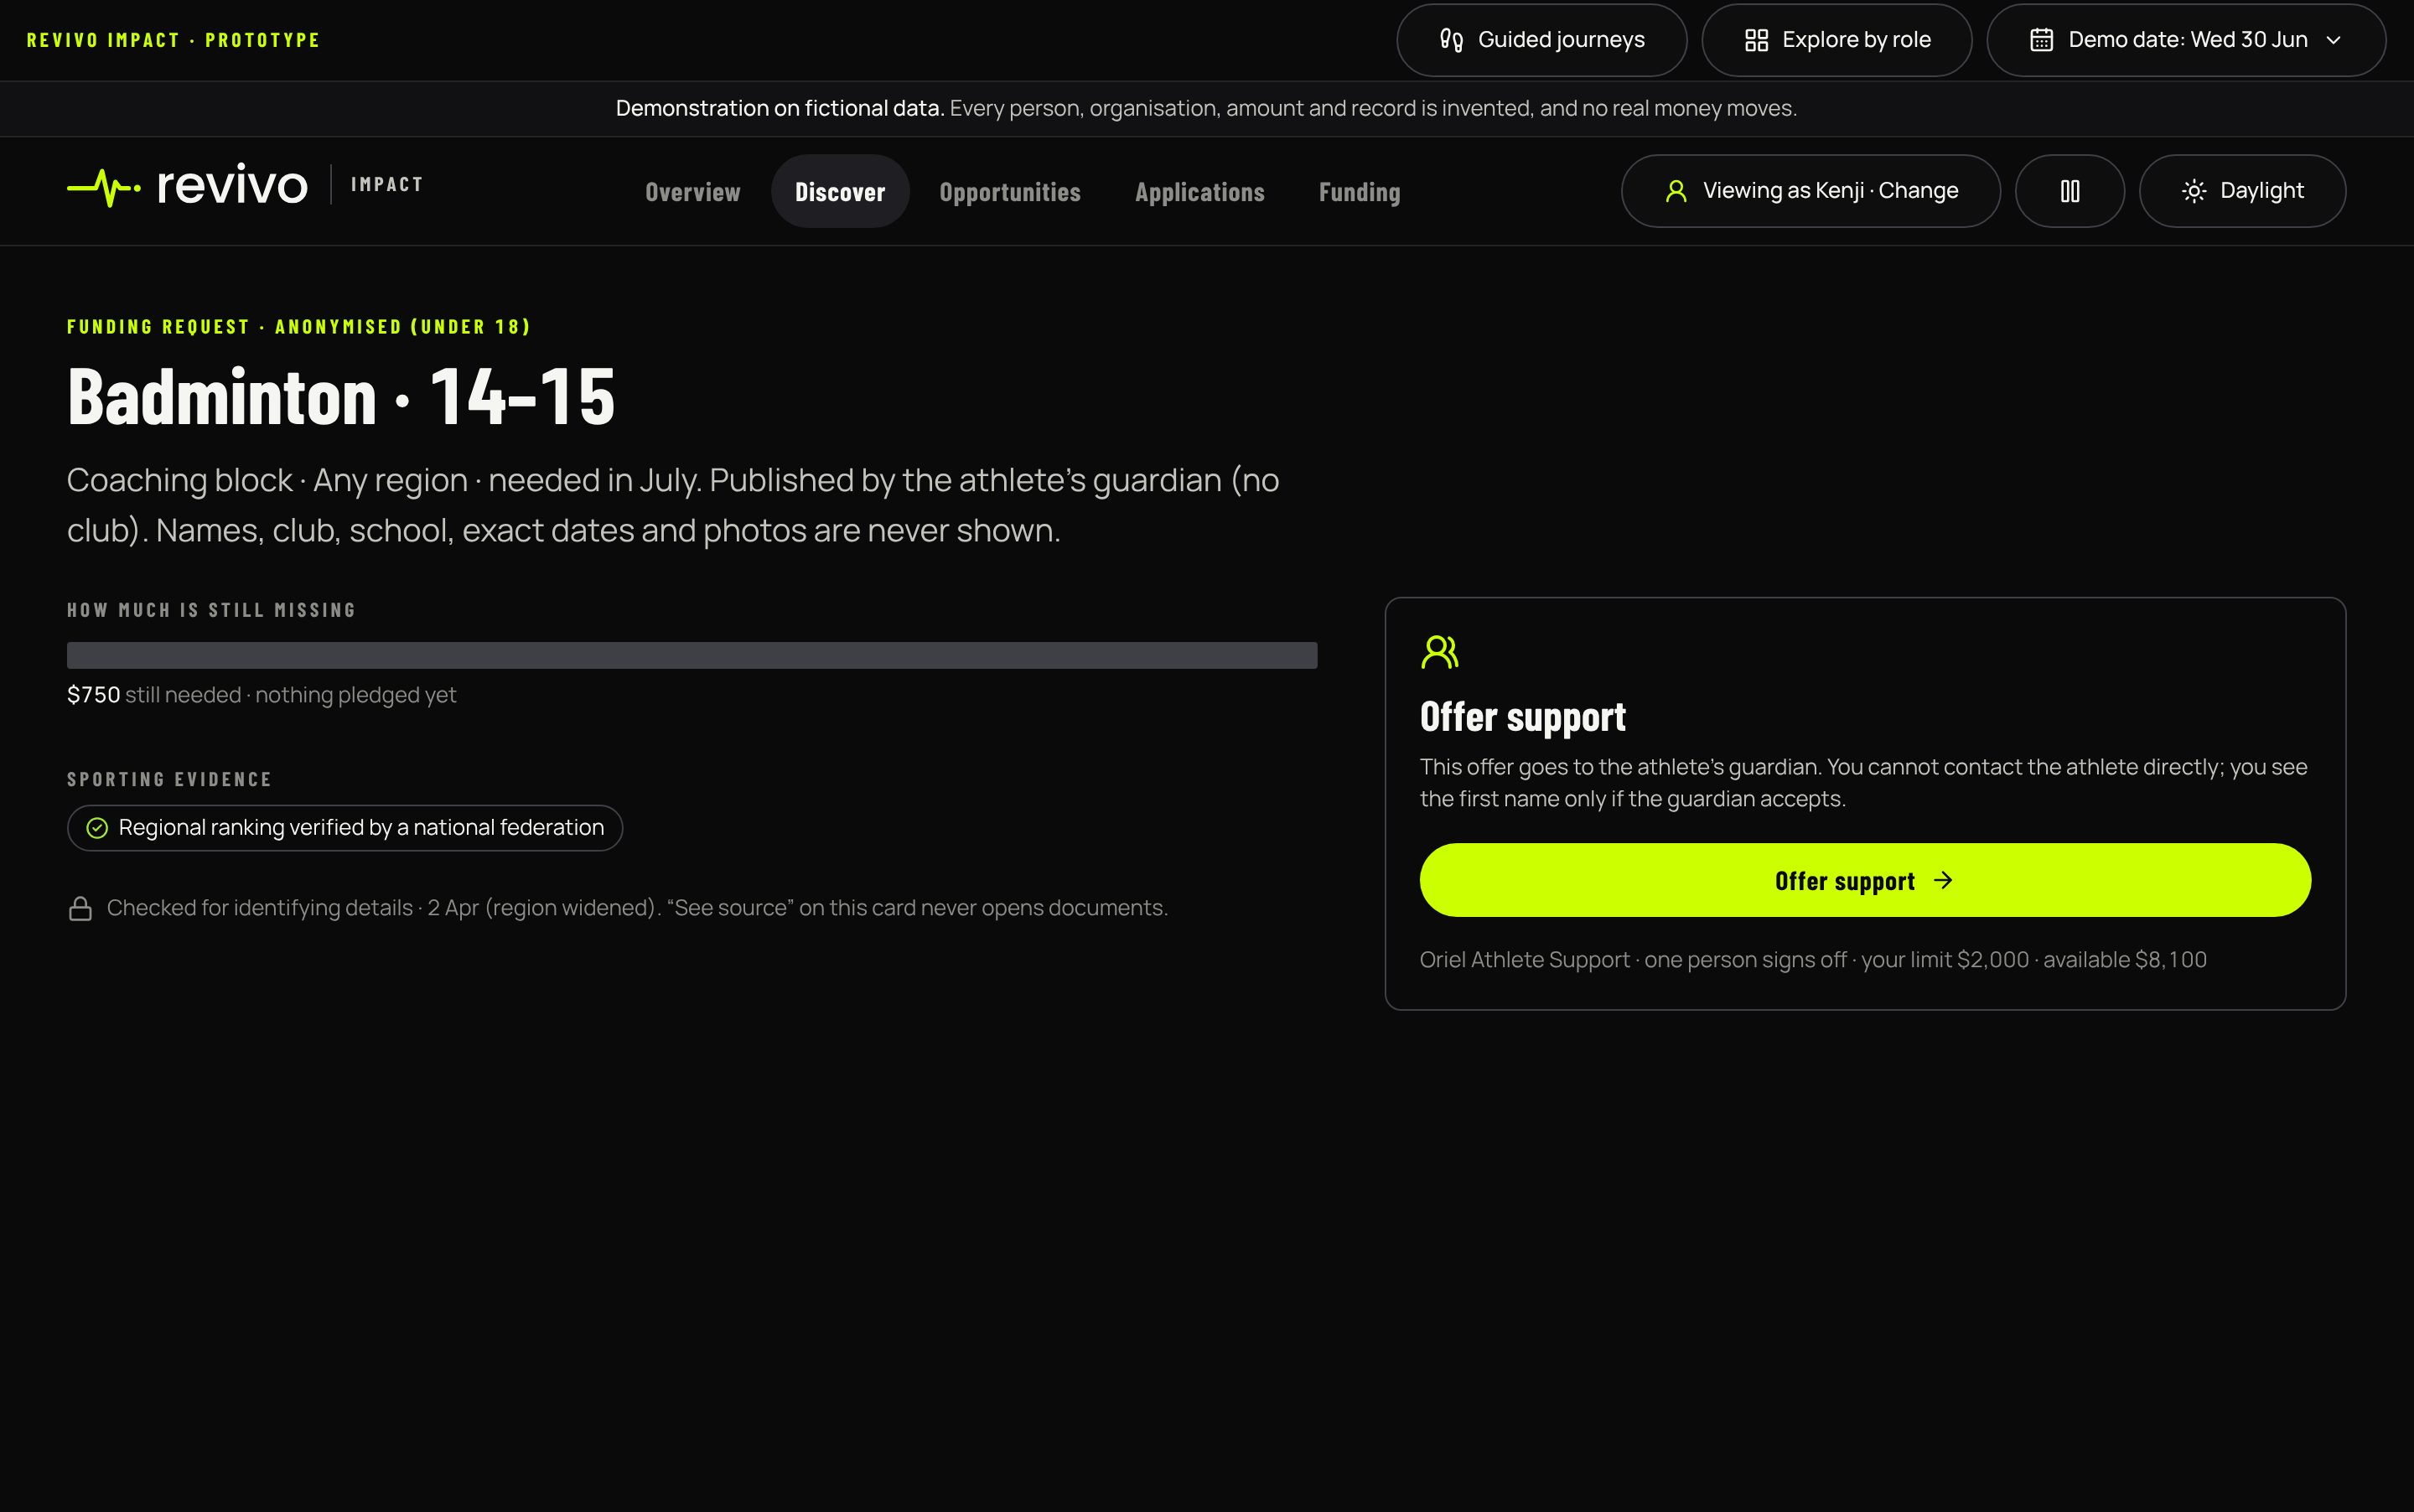 REVIVO IMPACT · PROTOTYPE
Guided journeys
Explore by role
Demo date: Wed 30 Jun
Demonstration on fictional data. Every person, organisation, amount and record is invented, and no real money moves.
revivo
IMPACT
Overview
Discover
Opportunities
Applications
Funding
Viewing as Kenji · Change
Daylight
FUNDING REQUEST · ANONYMISED (UNDER 18)
Badminton · 14–15
Coaching block · Any region · needed in July. Published by the athlete’s guardian (no
club). Names, club, school, exact dates and photos are never shown.
HOW MUCH IS STILL MISSING
$750 still needed · nothing pledged yet
SPORTING EVIDENCE
Regional ranking verified by a national federation
Checked for identifying details · 2 Apr (region widened). “See source” on this card never opens documents.
Offer support
This offer goes to the athlete’s guardian. You cannot contact the athlete directly; you see
the first name only if the guardian accepts.
Offer support →
Oriel Athlete Support · one person signs off · your limit $2,000 · available $8,100